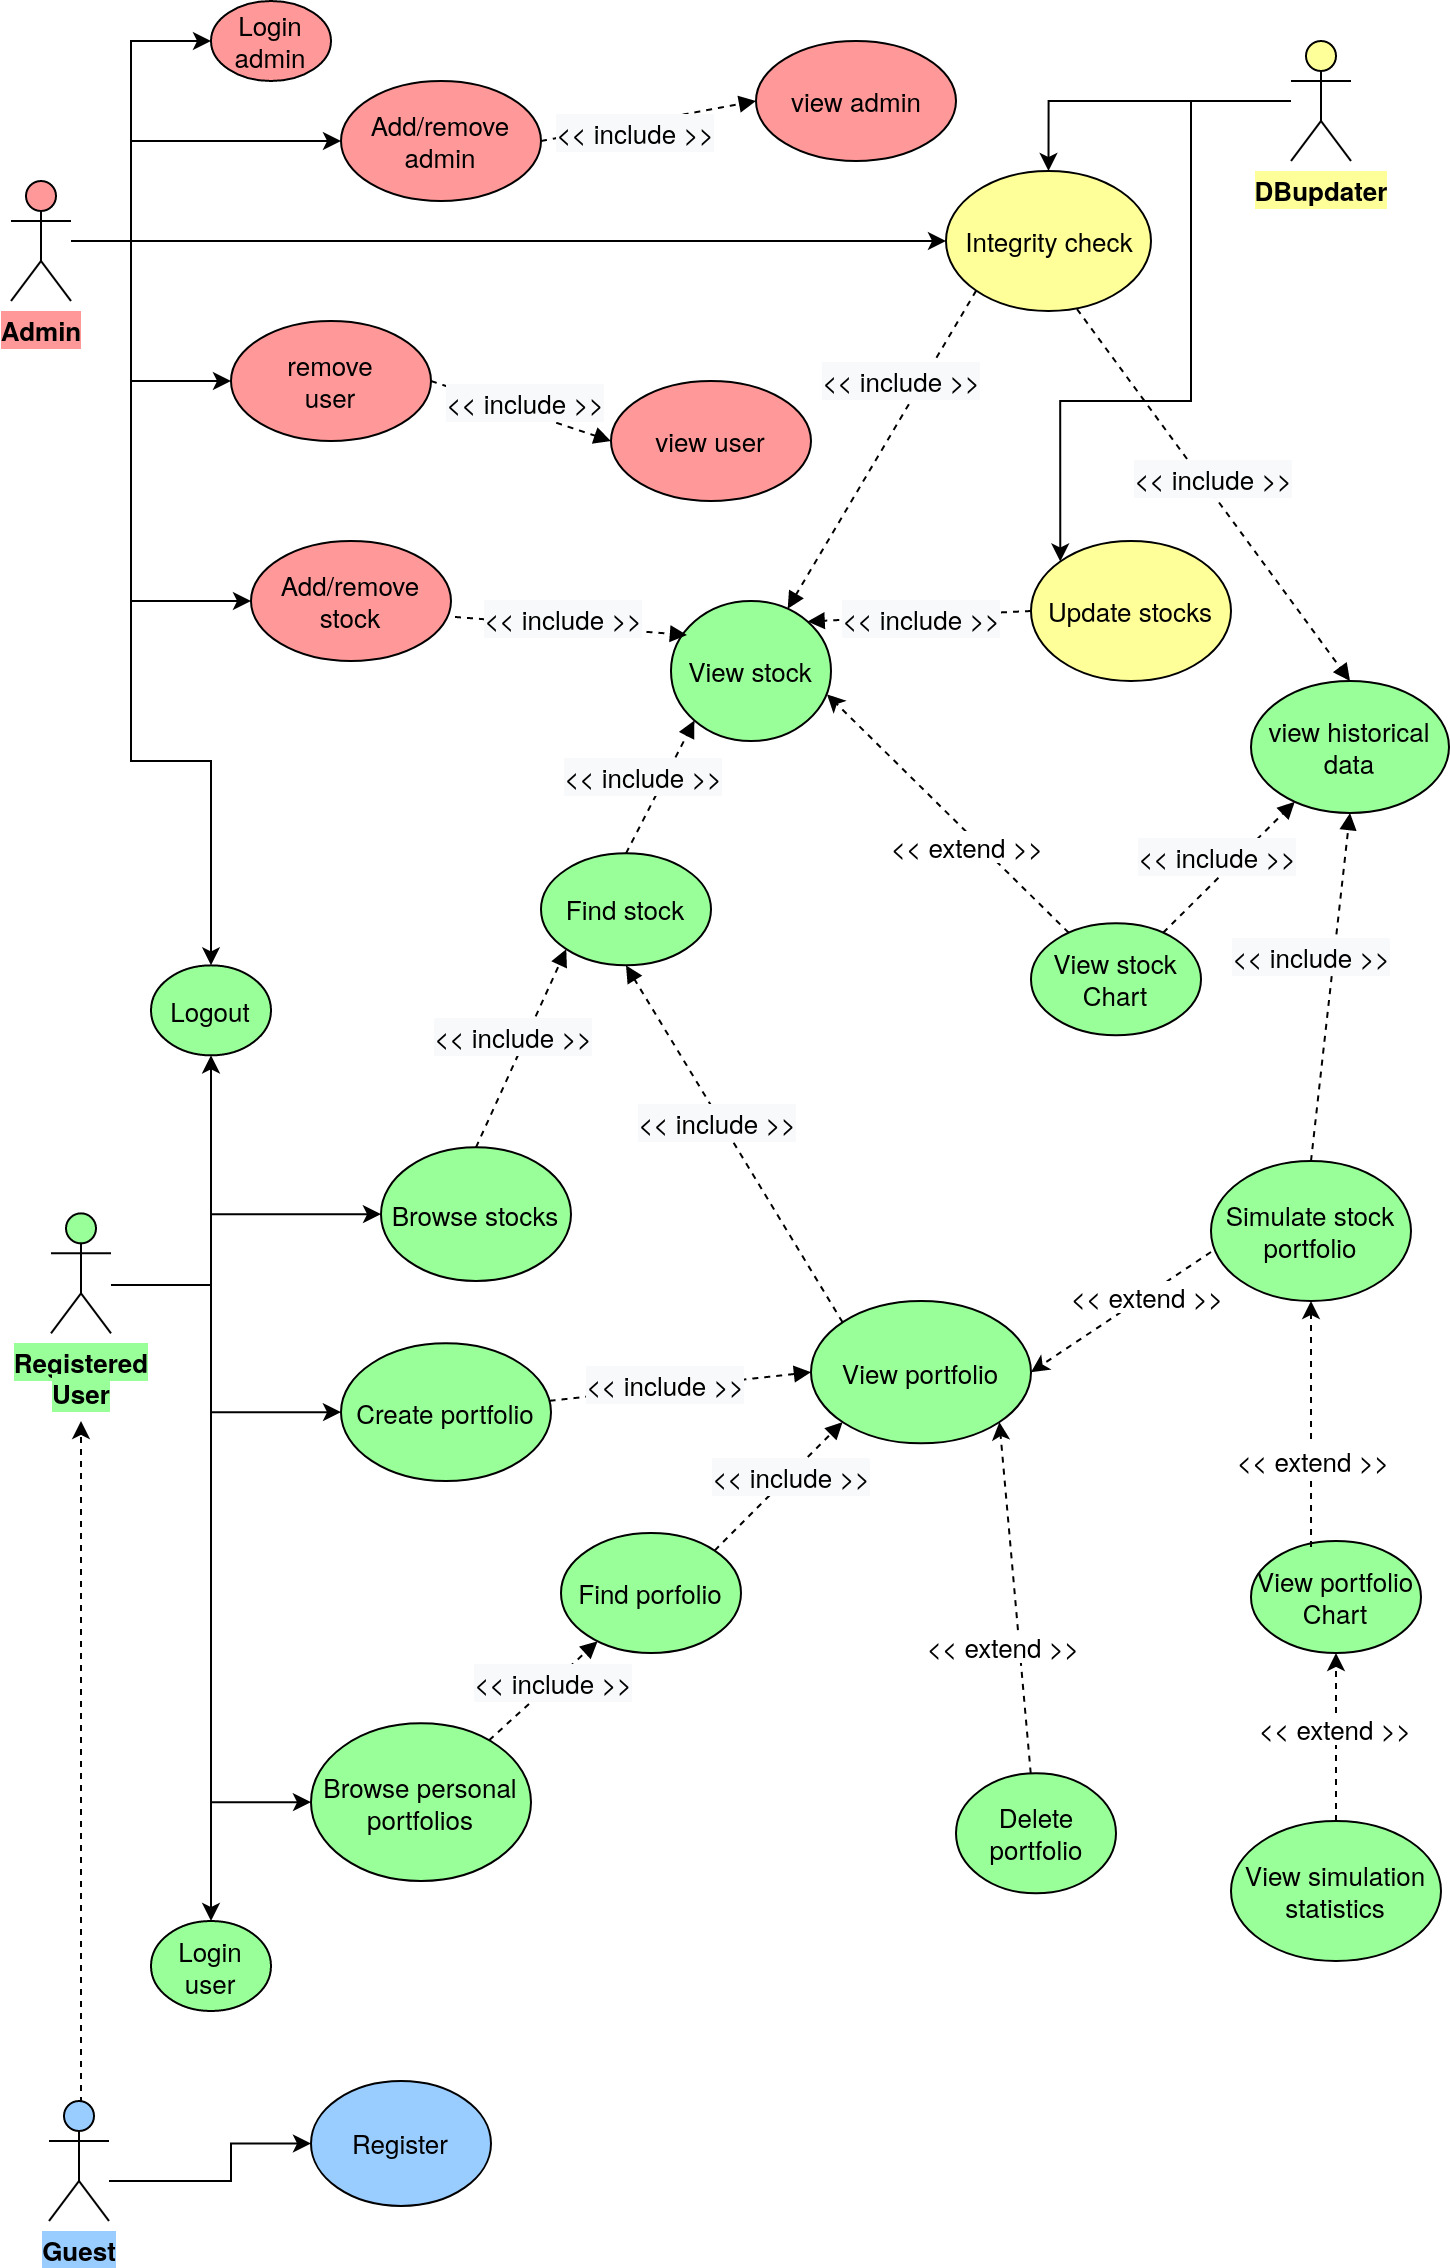 Login
admin
Add/remove
admin
<< include >>
view admin
DBupdater
Integrity check
Admin
remove
user
<< include >>
view user
<< include >>
<< include >>
Add/remove
stock
<< include >>
View stock
<< include >>
Update stocks
view historical
data
<< include >>
<< extend >>
<< include >>
Find stock
View stock
Chart
<< include >>
Logout
<< include >>
<< include >>
Browse stocks
Simulate stock
portfolio
<< extend >>
Registered
User
Create portfolio
<< include >>
View portfolio
<< include >>
<< extend >>
Find porfolio
View portfolio
Chart
<< include >>
<< extend >>
<< extend >>
Browse personal
portfolios
Delete
portfolio
View simulation
statistics
Login
user
Register
Guest